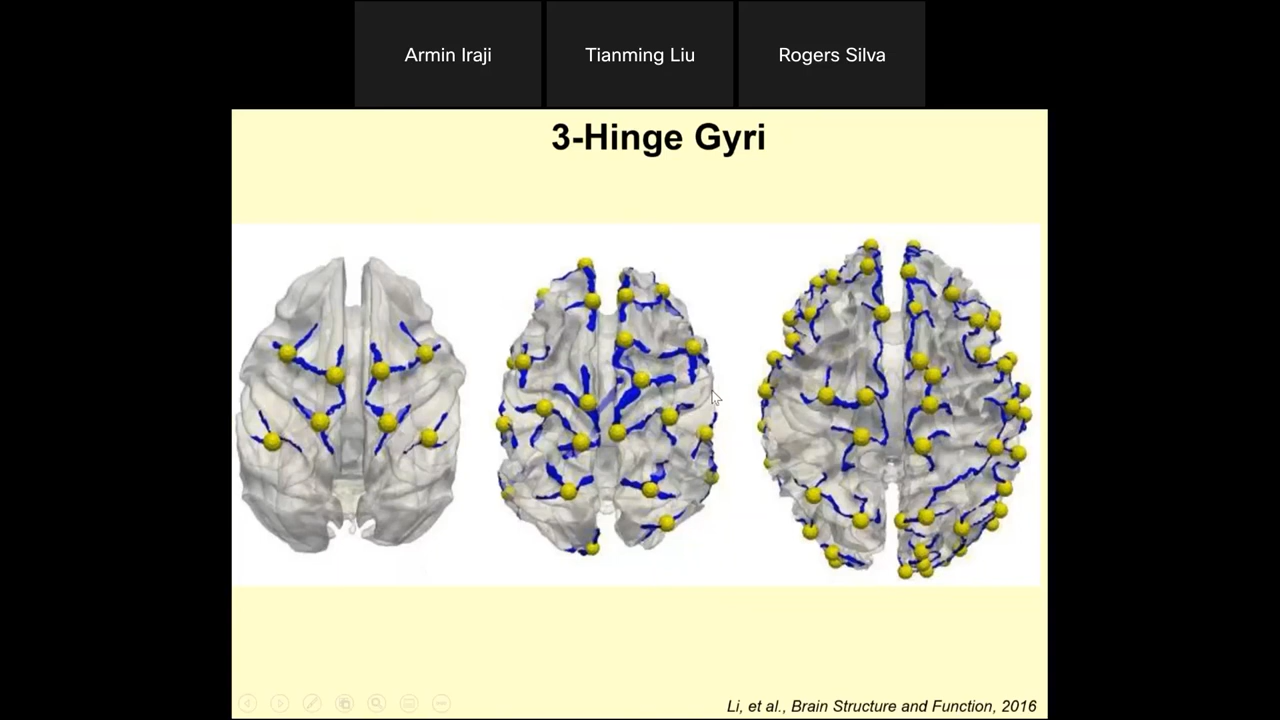 Armin Iraji
Tianming Liu
Rogers Silva
3-Hinge Gyri
Li, et al., Brain Structure and Function, 2016